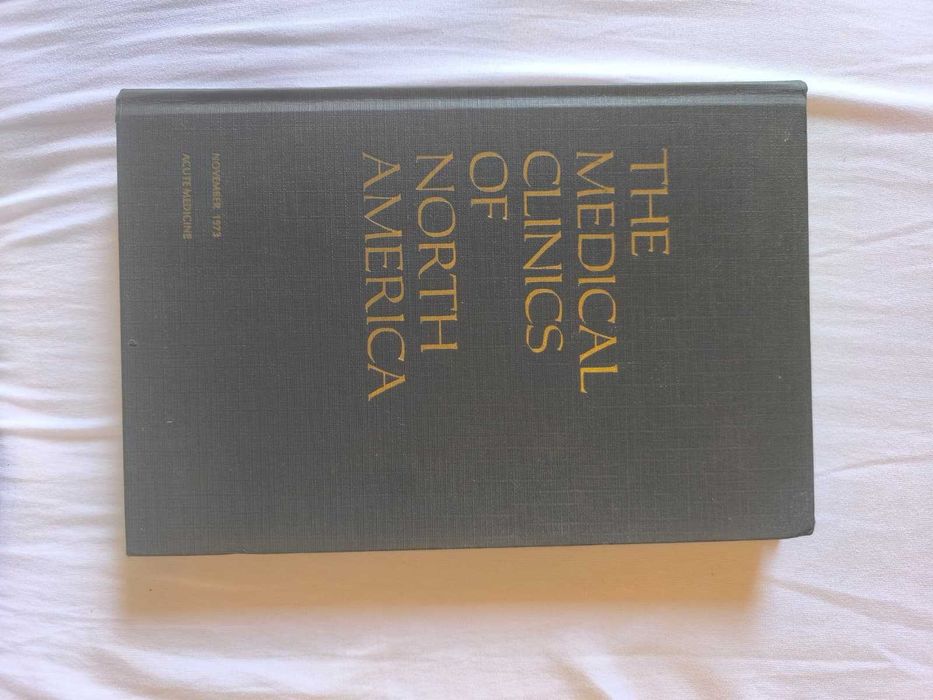 THE
MEDICAL
CLINICS
OF
NORTH
AMERICA
NOVEMBER, 1973
ACUTE MEDICINE